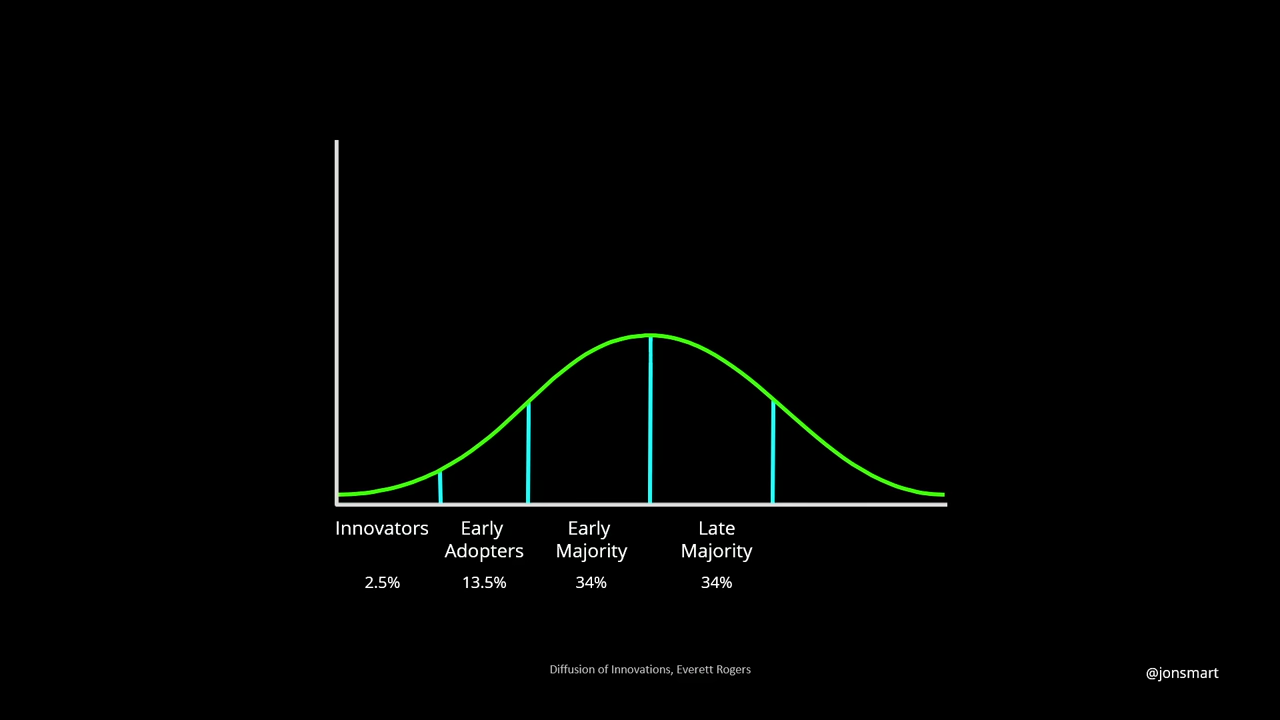 Innovators Early Early Late
Adopters Majority Majority
2.5% 13.5% 34% 34%
Diffusion of Innovations, Everett Rogers
@jonsmart